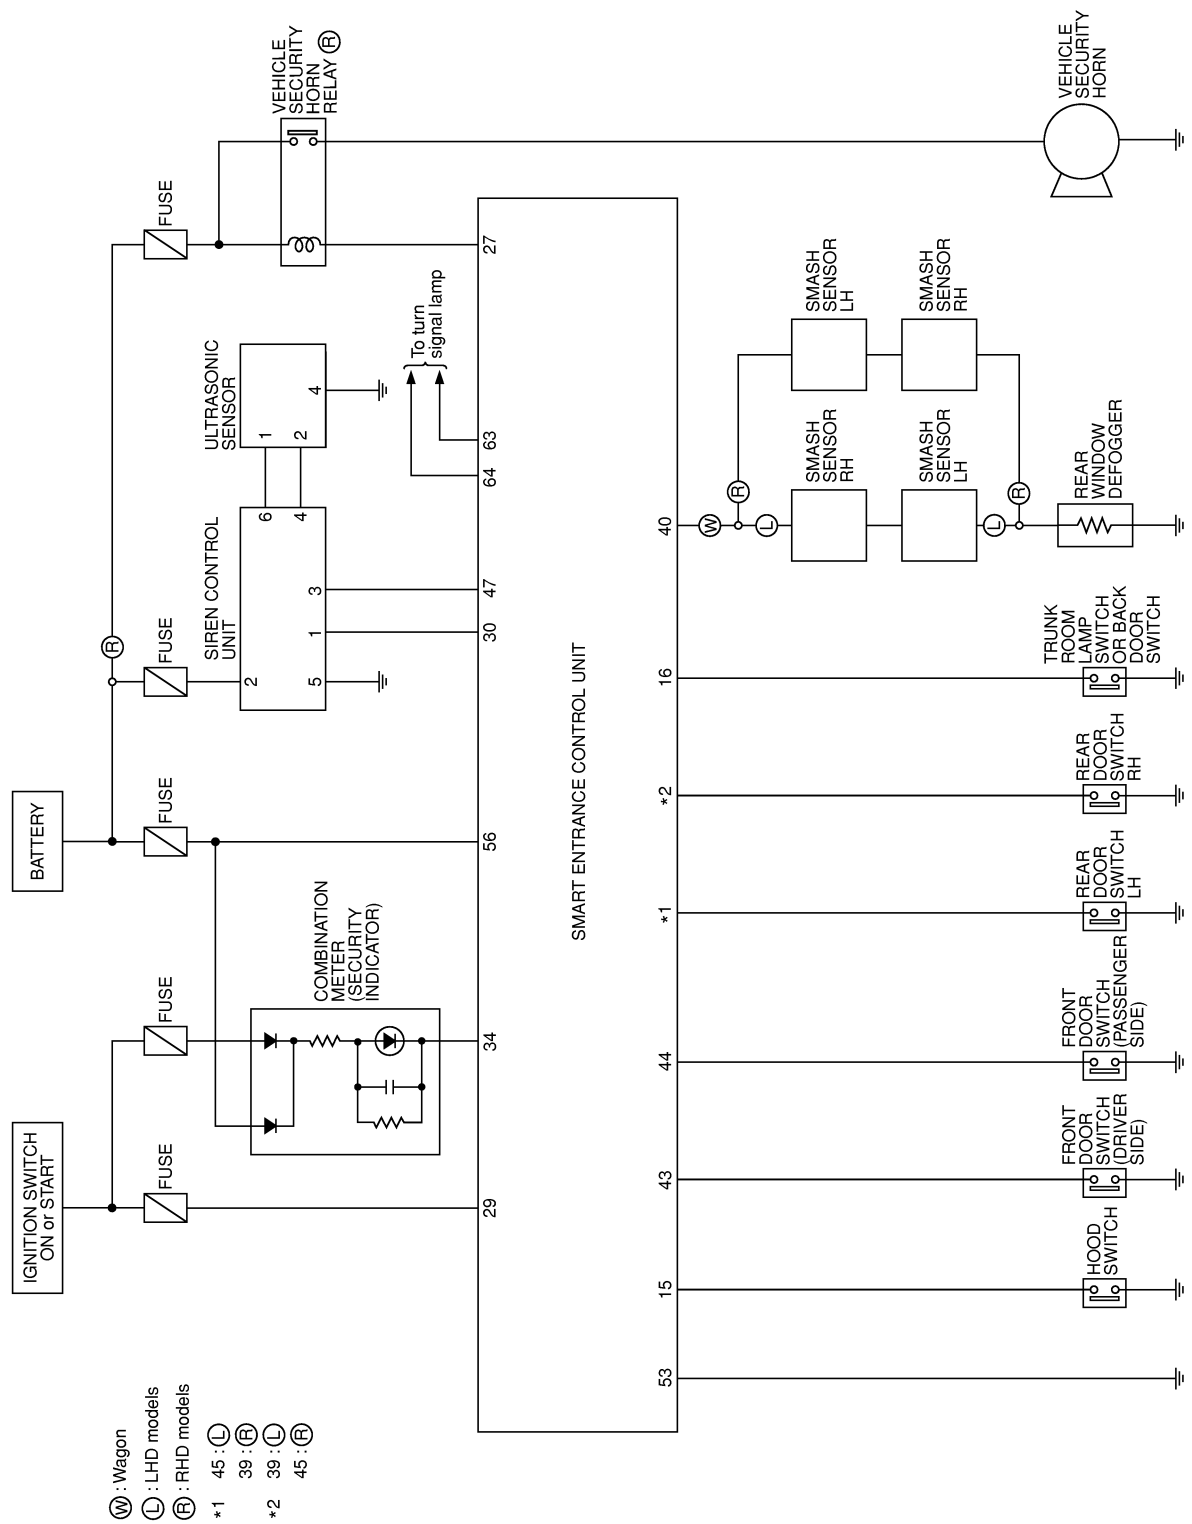 BATTERY
IGNITION SWITCH
ON or START
FUSE
FUSE
FUSE
FUSE
FUSE
VEHICLE
SECURITY
HORN
RELAY R
R
ULTRASONIC
SENSOR
1
2
4
SIREN CONTROL
UNIT
6
4
2
3
1
5
To turn
signal lamp
COMBINATION
METER
(SECURITY
INDICATOR)
29
34
56
30
47
64
63
27
SMART ENTRANCE CONTROL UNIT
53
15
43
44
*1
*2
16
40
W
R
L
SMASH
SENSOR
RH
SMASH
SENSOR
LH
SMASH
SENSOR
LH
SMASH
SENSOR
RH
L
R
REAR
WINDOW
DEFOGGER
HOOD
SWITCH
FRONT
DOOR
SWITCH
(DRIVER
SIDE)
FRONT
DOOR
SWITCH
(PASSENGER
SIDE)
REAR
DOOR
SWITCH
LH
REAR
DOOR
SWITCH
RH
TRUNK
ROOM
LAMP
SWITCH
OR BACK
DOOR
SWITCH
VEHICLE
SECURITY
HORN
W : Wagon
L : LHD models
R : RHD models
*1 45 : L
39 : R
*2 39 : L
45 : R